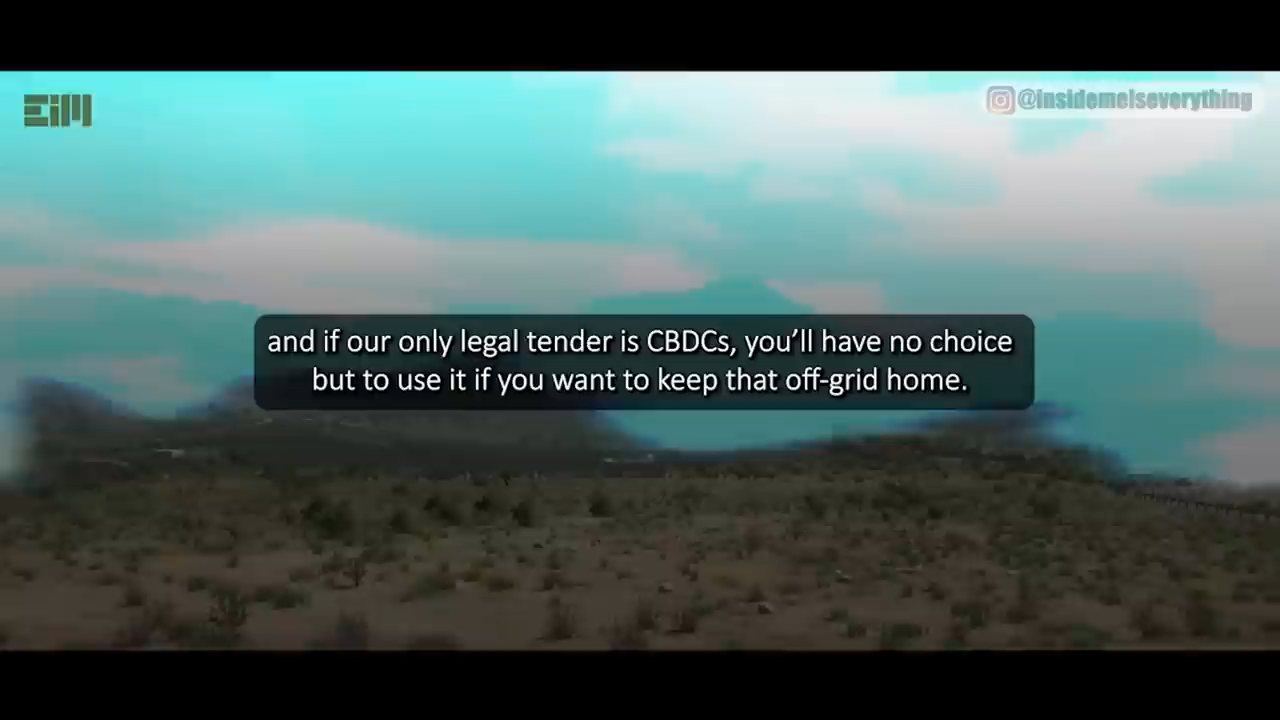 EiM
@insidemeiseverything
and if our only legal tender is CBDCs, you’ll have no choice
but to use it if you want to keep that off-grid home.